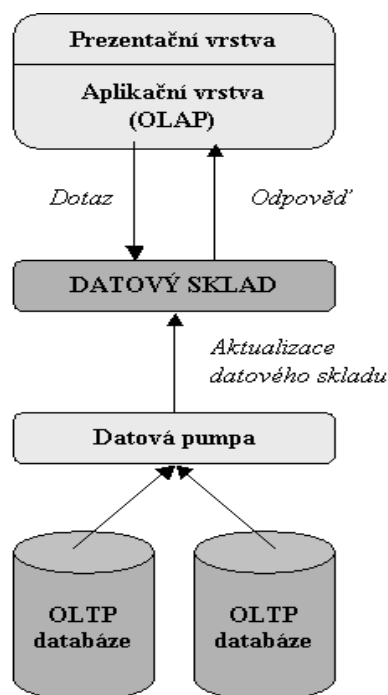 Prezentační vrstva
Aplikační vrstva
(OLAP)
Dotaz
Odpověď
DATOVÝ SKLAD
Aktualizace
datového skladu
Datová pumpa
OLTP
databáze
OLTP
databáze